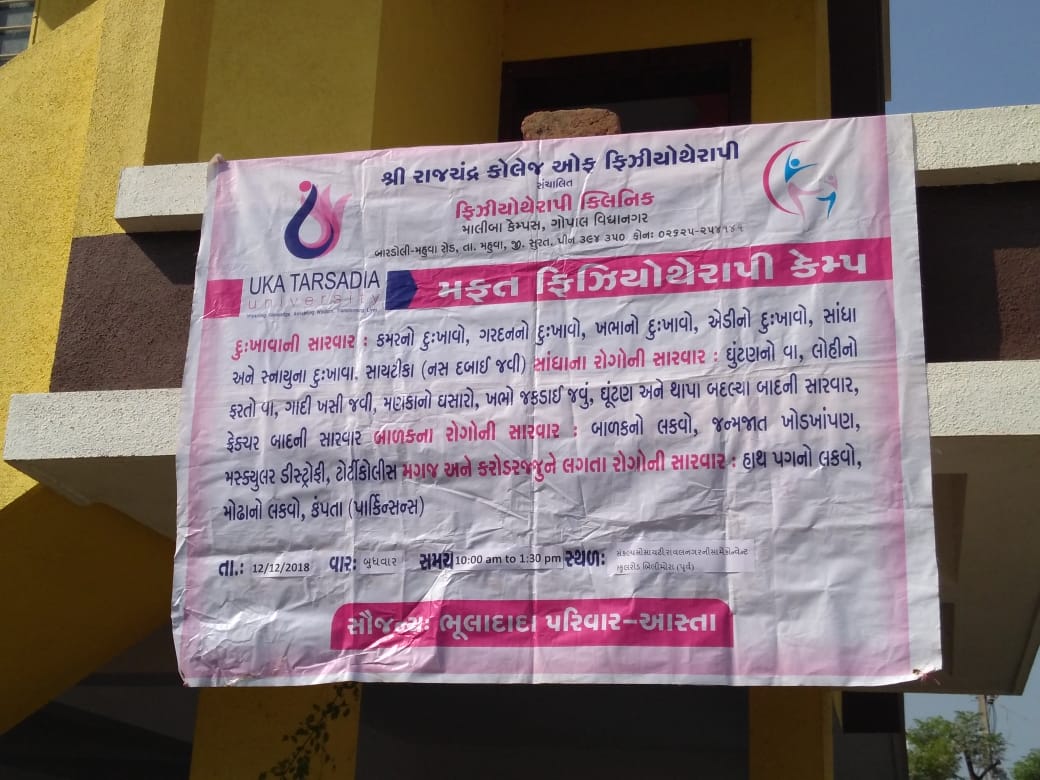 શ્રી રાજચંદ્ર કોલેજ ઓફ ફિઝીયોથેરાપી
સંચાલિત
ફિઝીયોથેરાપી ક્લિનિક
માલીબા કેમ્પસ, ગોપાલ વિદ્યાનગર
બારડોલી-મહુવા રોડ, તા. મહુવા, જી. સુરત, પીન ૩૯૪ ૩૫૦ ફોન:
UKA TARSADIA
university
મફત ફિઝિયોથેરાપી કેમ્પ
દુઃખાવાની સારવાર : કમરનો દુઃખાવો, ગરદનનો દુઃખાવો, ખભાનો દુઃખાવો, એડીનો દુઃખાવો, સાંધા
અને સ્નાયુના દુઃખાવા. સાયટીકા (નસ દબાઈ જવી) સાંધાના રોગોની સારવાર : ઘુંટણનો વા, લોહીનો
ફરતો વા, ગાદી ખસી જવી, મણકાનો ઘસારો, ખભો જકડાઈ જવું, ઘૂંટણ અને થાપા બદલ્યા બાદની સારવાર,
ફ્રેક્ચર બાદની સારવાર બાળકના રોગોની સારવાર : બાળકનો લકવો, જન્મજાત ખોડખાંપણ,
મસ્ક્યુલર ડીસ્ટ્રોફી, ટોર્ટીકોલીસ મગજ અને કરોડરજ્જુને લગતા રોગોની સારવાર : હાથ પગનો લકવો,
મોઢાનો લકવો, કંપતા (પાર્કિન્સન્સ)
તા.: 12/12/2018 વાર: બુધવાર સમય 10:00 am to 1:30 pm સ્થળ: સંકલ્પ સોસાયટી રાવલનગરની સામે કોન્વેન્ટ
સ્કુલરોડ બિલીમોરા (પૂર્વ)
સૌજન્ય: ભૂલાદાદા પરિવાર-આસ્તા